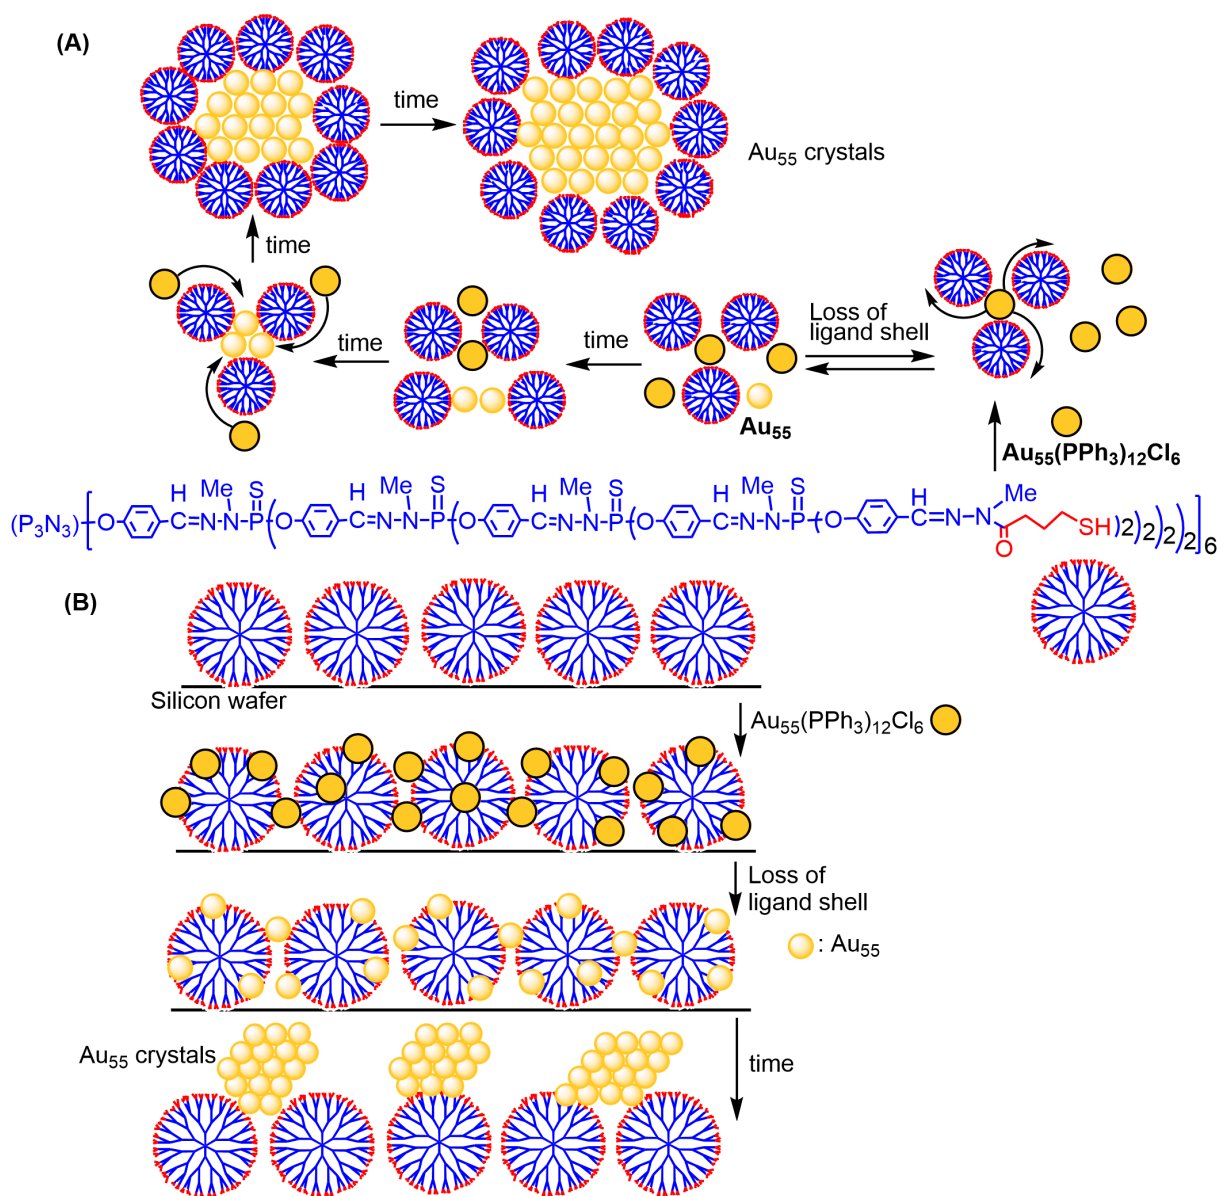 (A)
time
Au55 crystals
time
Loss of
ligand shell
time
time
Au55
Au55(PPh3)12Cl6
H Me S H Me S H Me S H Me S H Me
(P3N3)[O C=N-N-P(O C=N-N-P(O C=N-N-P(O C=N-N-P(O C=N-N SH)2)2)2)2]6
O
(B)
Silicon wafer
Au55(PPh3)12Cl6
Loss of
ligand shell
: Au55
Au55 crystals
time